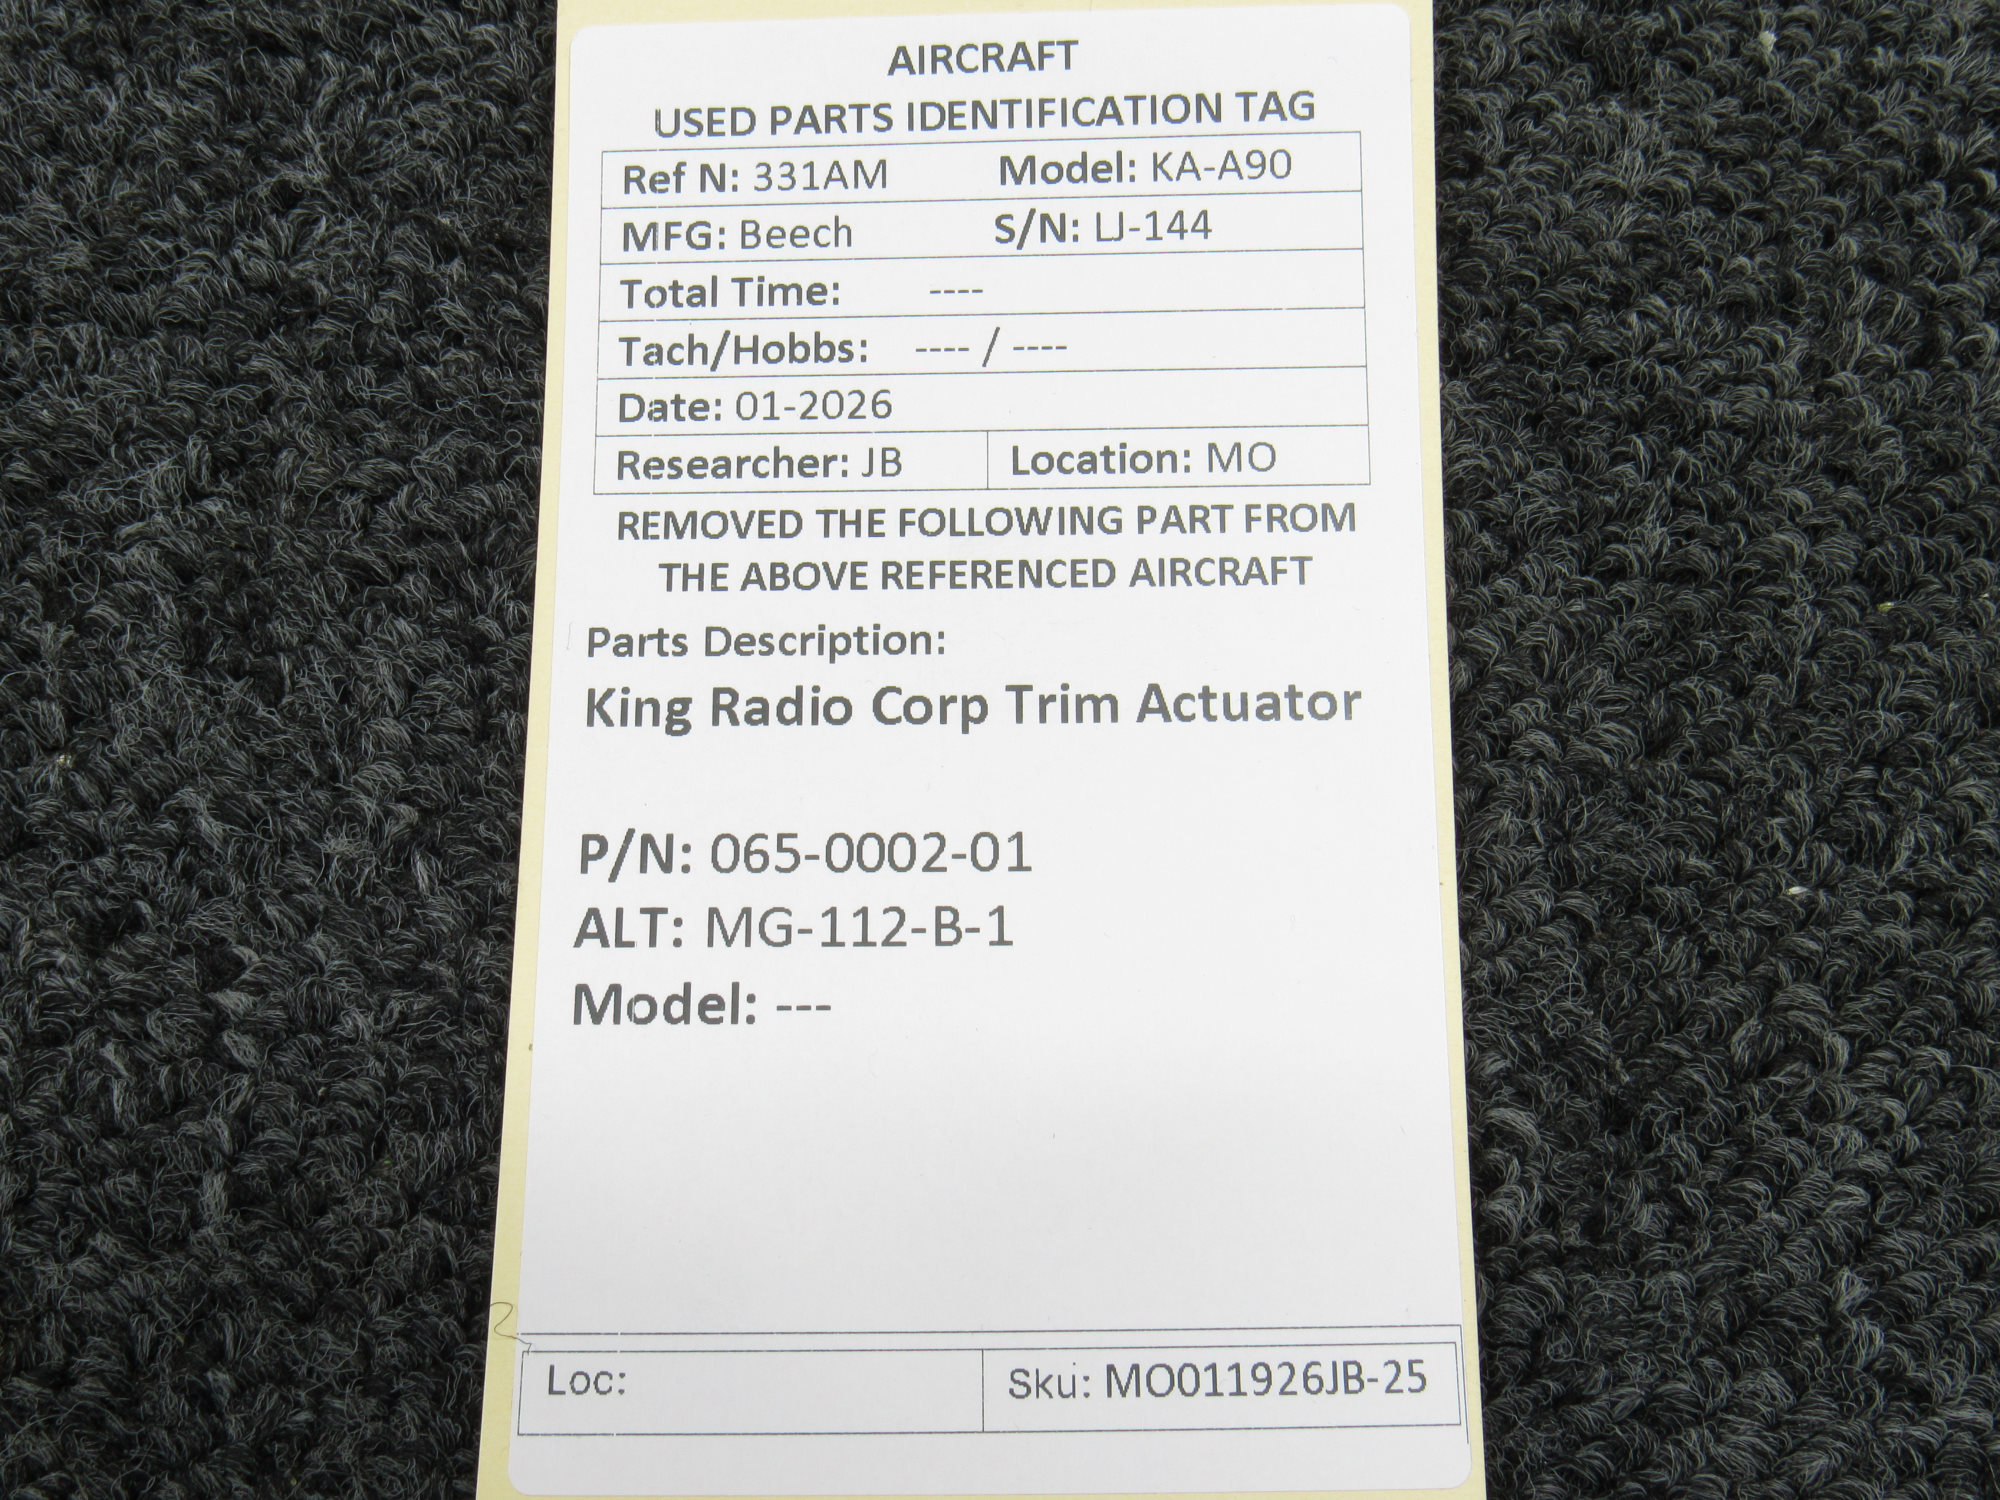 AIRCRAFT
USED PARTS IDENTIFICATION TAG
Ref N: 331AM Model: KA-A90
MFG: Beech S/N: LJ-144
Total Time: ----
Tach/Hobbs: ---- / ----
Date: 01-2026
Researcher: JB Location: MO
REMOVED THE FOLLOWING PART FROM
THE ABOVE REFERENCED AIRCRAFT
Parts Description:
King Radio Corp Trim Actuator
P/N: 065-0002-01
ALT: MG-112-B-1
Model: ---
Loc: Sku: MO011926JB-25